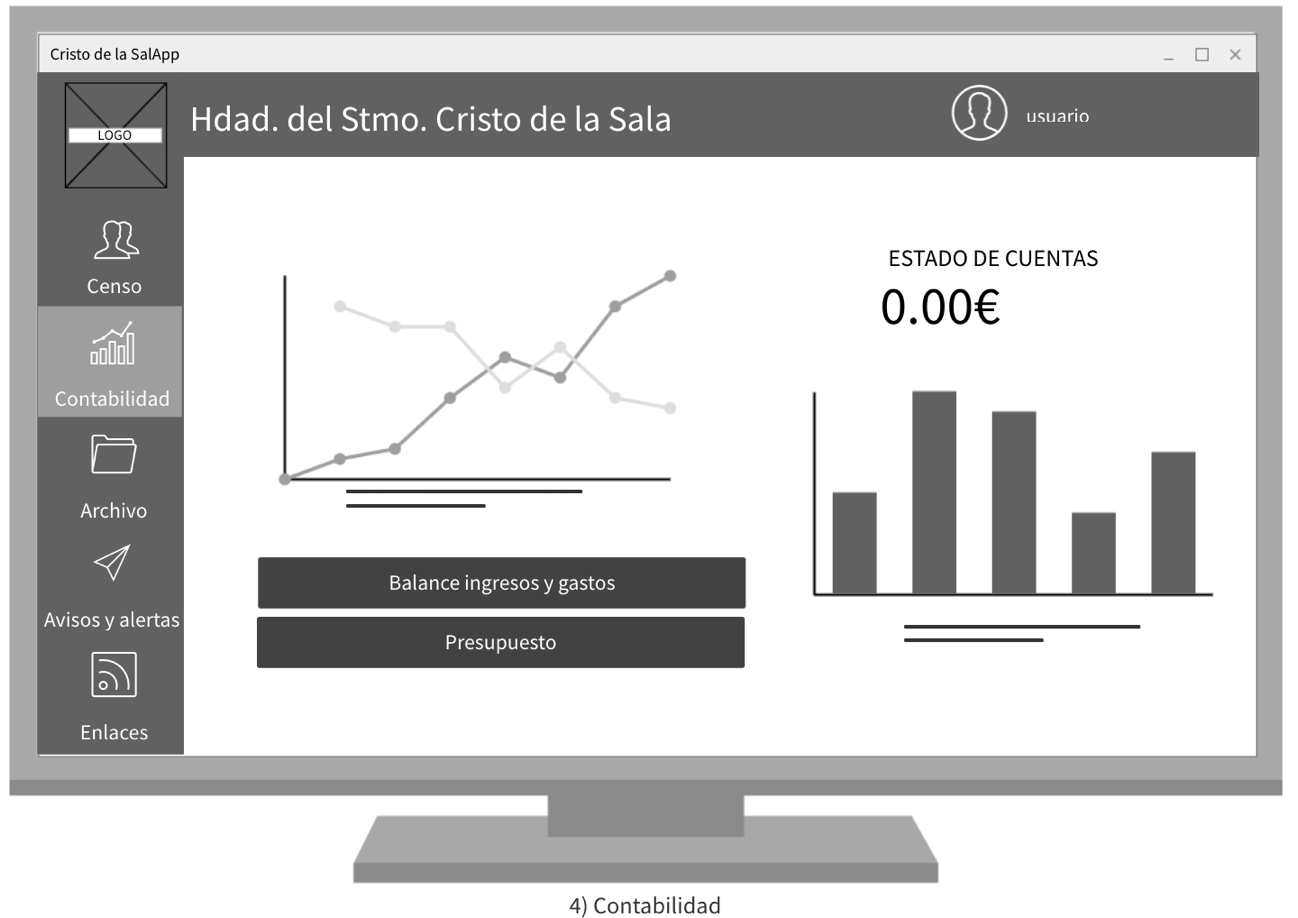 Cristo de la SalApp
LOGO
Hdad. del Stmo. Cristo de la Sala
usuario
Censo
Contabilidad
Archivo
Avisos y alertas
Enlaces
Balance ingresos y gastos
Presupuesto
ESTADO DE CUENTAS
0.00€
4) Contabilidad